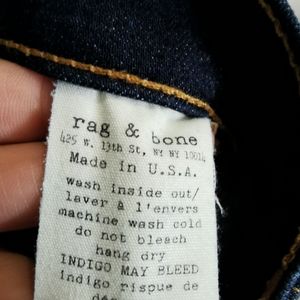 rag & bone
425 W. 13th St, NY NY 10014
Made in U.S.A.
wash inside out/
laver à l'envers
machine wash cold
do not bleach
hang dry
INDIGO MAY BLEED
indigo rispue de